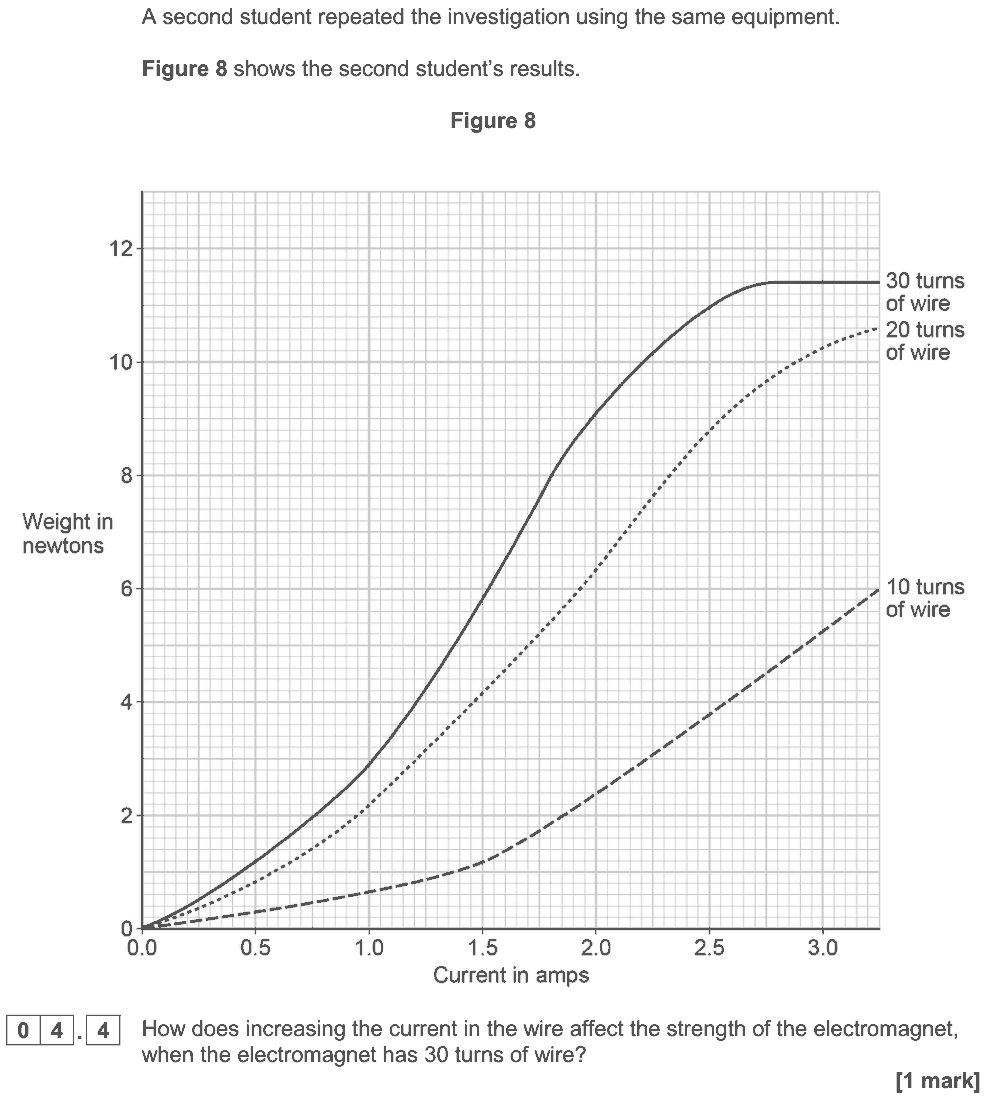 A second student repeated the investigation using the same equipment.
Figure 8 shows the second student's results.
Figure 8
12
10
8
6
4
2
0
Weight in
newtons
30 turns
of wire
20 turns
of wire
10 turns
of wire
0.0 0.5 1.0 1.5 2.0 2.5 3.0
Current in amps
0 4 . 4 How does increasing the current in the wire affect the strength of the electromagnet,
when the electromagnet has 30 turns of wire?
[1 mark]